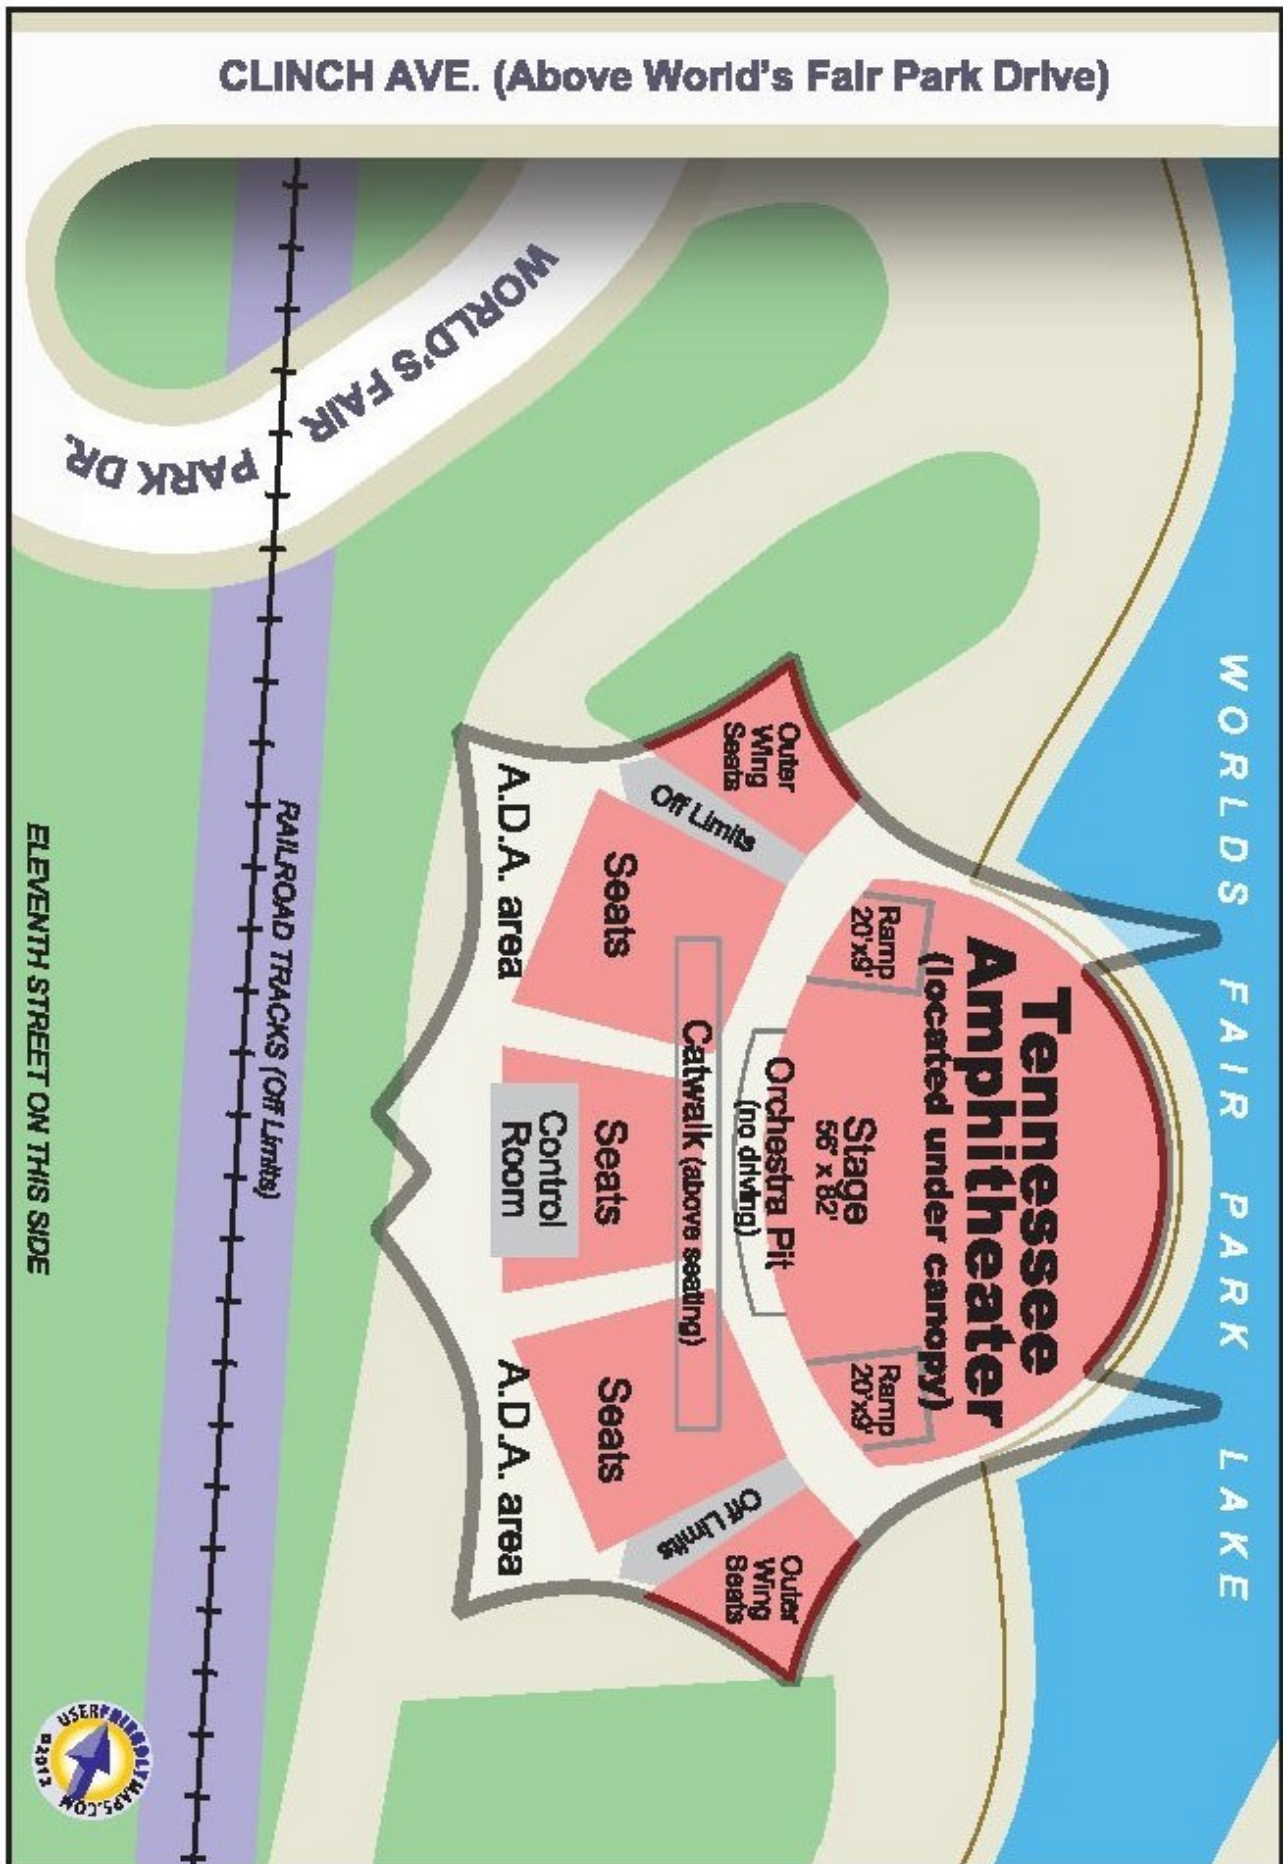 CLINCH AVE. (Above World's Fair Park Drive)
WORLD'S FAIR
PARK DR.
WORLDS FAIR PARK LAKE
Tennessee
Amphitheater
(located under canopy)
Ramp
20'x9'
Ramp
20'x9'
Stage
56' x 82'
Orchestra Pit
(no driving)
Catwalk (above seating)
Outer
Wing
Seats
Off Limits
Seats
Seats
Seats
Off Limits
Outer
Wing
Seats
Control
Room
A.D.A. area
A.D.A. area
RAILROAD TRACKS (Off Limits)
ELEVENTH STREET ON THIS SIDE
USERFRIENDLYMAPS.COM
©2012